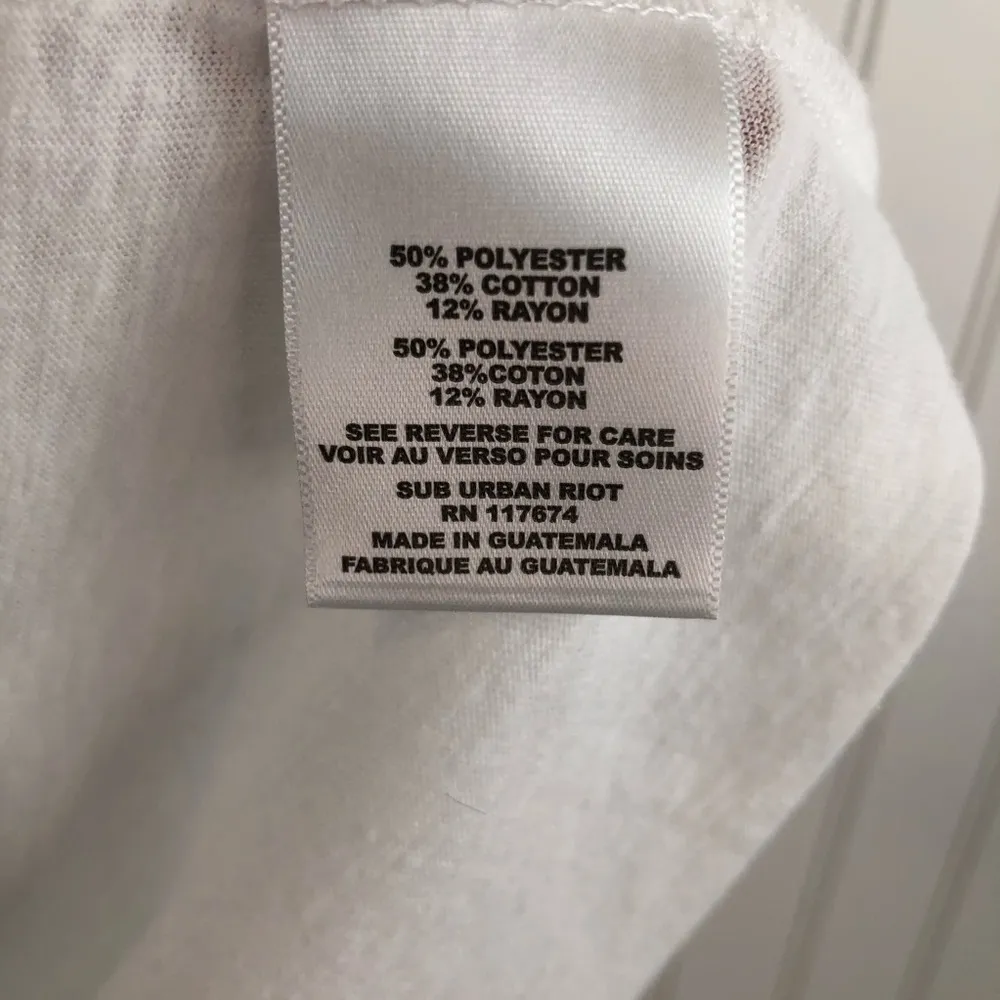 50% POLYESTER
38% COTTON
12% RAYON
50% POLYESTER
38%COTON
12% RAYON
SEE REVERSE FOR CARE
VOIR AU VERSO POUR SOINS
SUB URBAN RIOT
RN 117674
MADE IN GUATEMALA
FABRIQUE AU GUATEMALA